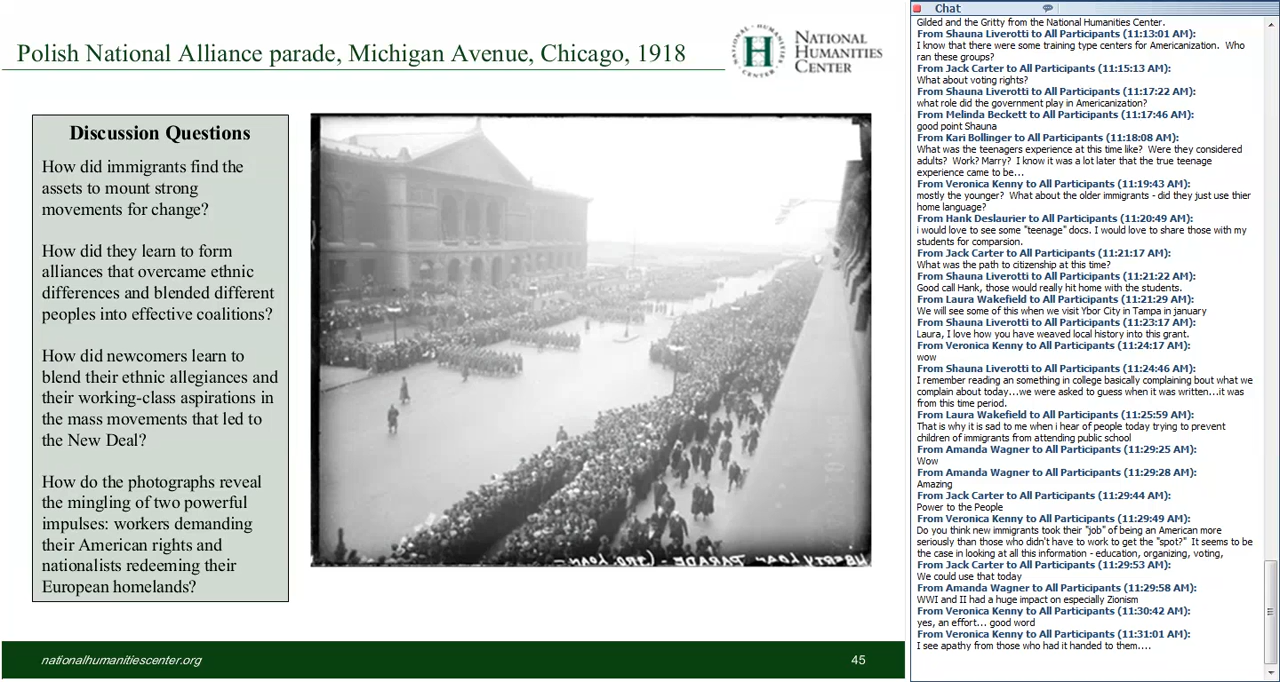 Polish National Alliance parade, Michigan Avenue, Chicago, 1918
NATIONAL HUMANITIES CENTER
H
NATIONAL
HUMANITIES
CENTER
Discussion Questions
How did immigrants find the
assets to mount strong
movements for change?
How did they learn to form
alliances that overcame ethnic
differences and blended different
peoples into effective coalitions?
How did newcomers learn to
blend their ethnic allegiances and
their working-class aspirations in
the mass movements that led to
the New Deal?
How do the photographs reveal
the mingling of two powerful
impulses: workers demanding
their American rights and
nationalists redeeming their
European homelands?
LIBERTY LOAN PARADE - (3RD. LOAN -
nationalhumanitiescenter.org
45
Chat
Gilded and the Gritty from the National Humanities Center.
From Shauna Liverotti to All Participants (11:13:01 AM):
I know that there were some training type centers for Americanization. Who
ran these groups?
From Jack Carter to All Participants (11:15:13 AM):
What about voting rights?
From Shauna Liverotti to All Participants (11:17:22 AM):
what role did the government play in Americanization?
From Melinda Beckett to All Participants (11:17:46 AM):
good point Shauna
From Kari Bollinger to All Participants (11:18:08 AM):
What was the teenagers experience at this time like? Were they considered
adults? Work? Marry? I know it was a lot later that the true teenage
experience came to be...
From Veronica Kenny to All Participants (11:19:43 AM):
mostly the younger? What about the older immigrants - did they just use thier
home language?
From Hank Deslaurier to All Participants (11:20:49 AM):
i would love to see some "teenage" docs. I would love to share those with my
students for comparsion.
From Jack Carter to All Participants (11:21:17 AM):
What was the path to citizenship at this time?
From Shauna Liverotti to All Participants (11:21:22 AM):
Good call Hank, those would really hit home with the students.
From Laura Wakefield to All Participants (11:21:29 AM):
We will see some of this when we visit Ybor City in Tampa in january
From Shauna Liverotti to All Participants (11:23:17 AM):
Laura, I love how you have weaved local history into this grant.
From Veronica Kenny to All Participants (11:24:17 AM):
wow
From Shauna Liverotti to All Participants (11:24:46 AM):
I remember reading an something in college basically complaining bout what we
complain about today...we were asked to guess when it was written...it was
from this time period.
From Laura Wakefield to All Participants (11:25:59 AM):
That is why it is sad to me when i hear of people today trying to prevent
children of immigrants from attending public school
From Amanda Wagner to All Participants (11:29:25 AM):
Wow
From Amanda Wagner to All Participants (11:29:28 AM):
Amazing
From Jack Carter to All Participants (11:29:44 AM):
Power to the People
From Veronica Kenny to All Participants (11:29:49 AM):
Do you think new immigrants took their "job" of being an American more
seriously than those who didn't have to work to get the "spot?" It seems to be
the case in looking at all this information - education, organizing, voting,
From Jack Carter to All Participants (11:29:53 AM):
We could use that today
From Amanda Wagner to All Participants (11:29:58 AM):
WWI and II had a huge impact on especially Zionism
From Veronica Kenny to All Participants (11:30:42 AM):
yes, an effort... good word
From Veronica Kenny to All Participants (11:31:01 AM):
I see apathy from those who had it handed to them....